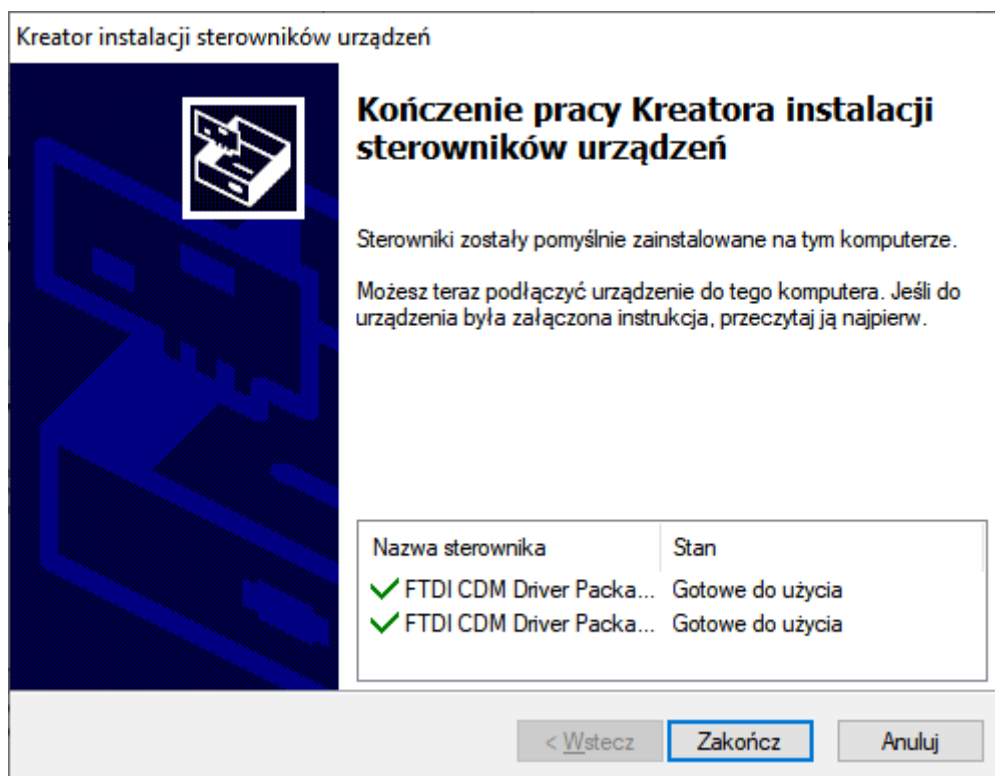 Kreator instalacji sterowników urządzeń
Kończenie pracy Kreatora instalacji
sterowników urządzeń
Sterowniki zostały pomyślnie zainstalowane na tym komputerze.
Możesz teraz podłączyć urządzenie do tego komputera. Jeśli do
urządzenia była załączona instrukcja, przeczytaj ją najpierw.
Nazwa sterownika Stan
FTDI CDM Driver Packa... Gotowe do użycia
FTDI CDM Driver Packa... Gotowe do użycia
< Wstecz Zakończ Anuluj